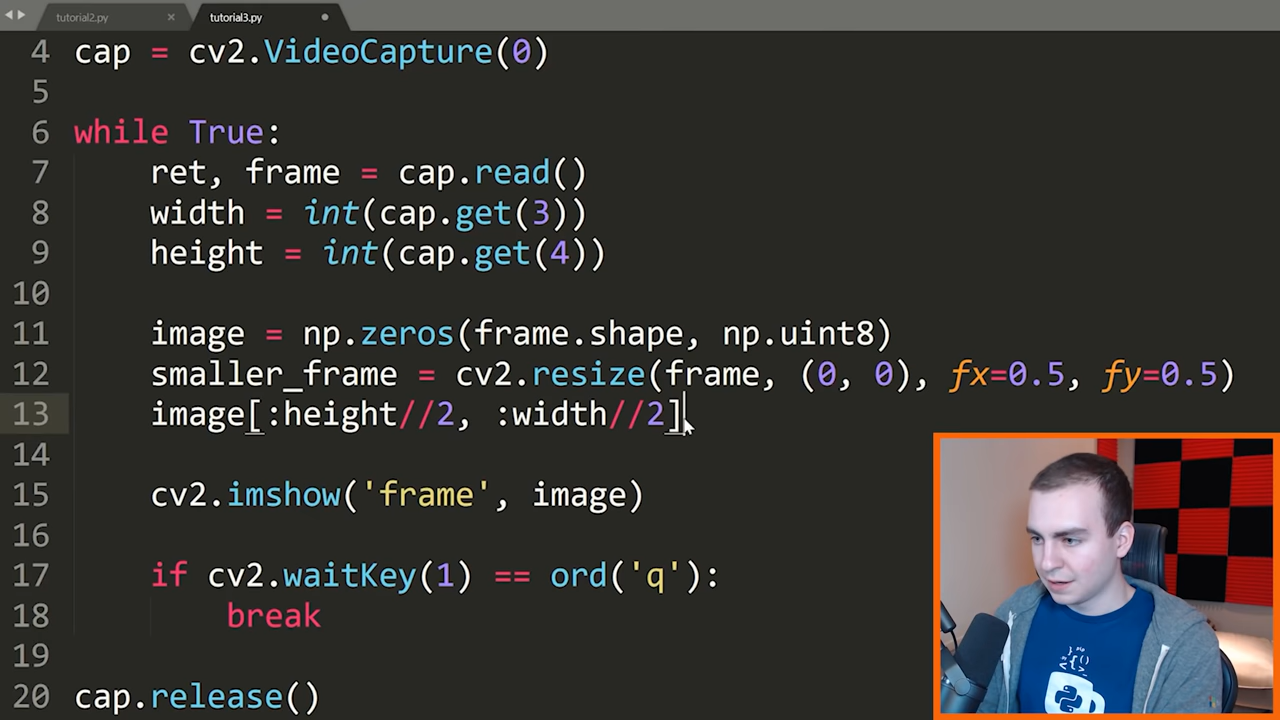 tutorial2.py
tutorial3.py
4 cap = cv2.VideoCapture(0)
5
6 while True:
7 ret, frame = cap.read()
8 width = int(cap.get(3))
9 height = int(cap.get(4))
10
11 image = np.zeros(frame.shape, np.uint8)
12 smaller_frame = cv2.resize(frame, (0, 0), fx=0.5, fy=0.5)
13 image[:height//2, :width//2]
14
15 cv2.imshow('frame', image)
16
17 if cv2.waitKey(1) == ord('q'):
18 break
19
20 cap.release()